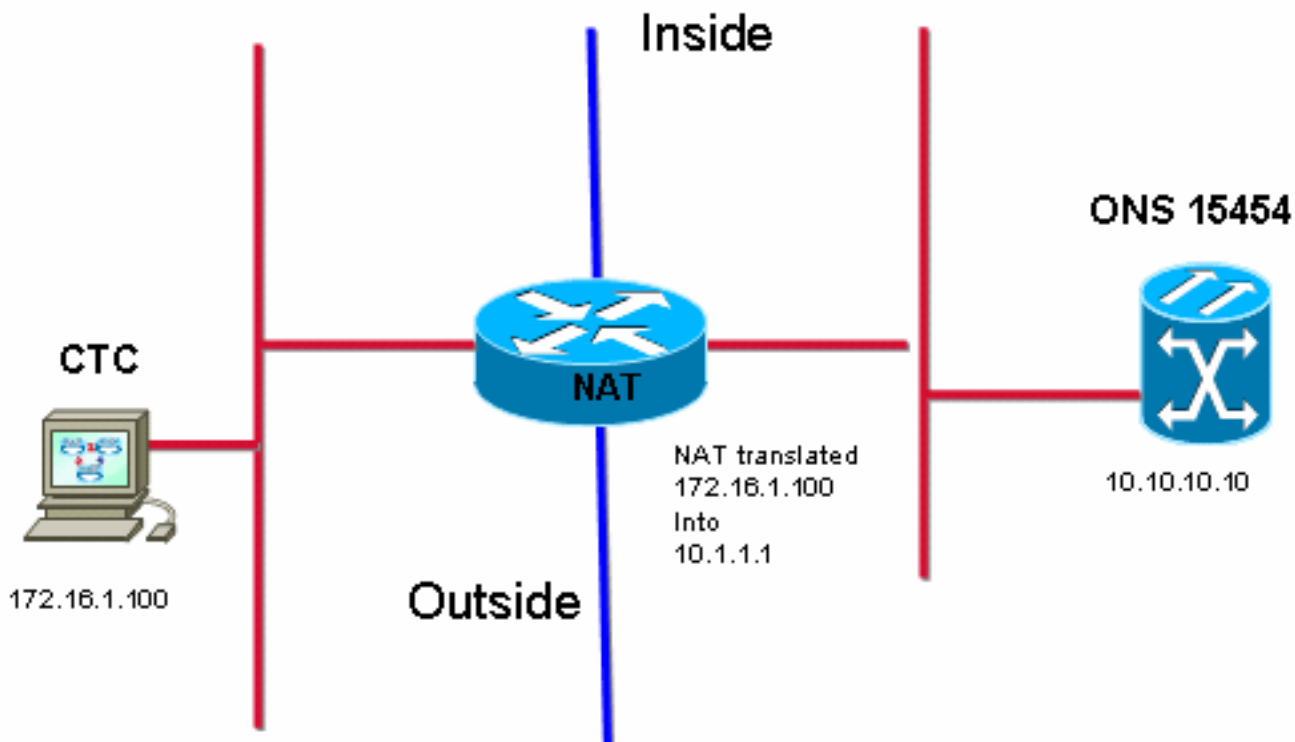 Inside
ONS 15454
CTC
NAT
NAT translated
172.16.1.100
Into
10.1.1.1
10.10.10.10
172.16.1.100
Outside